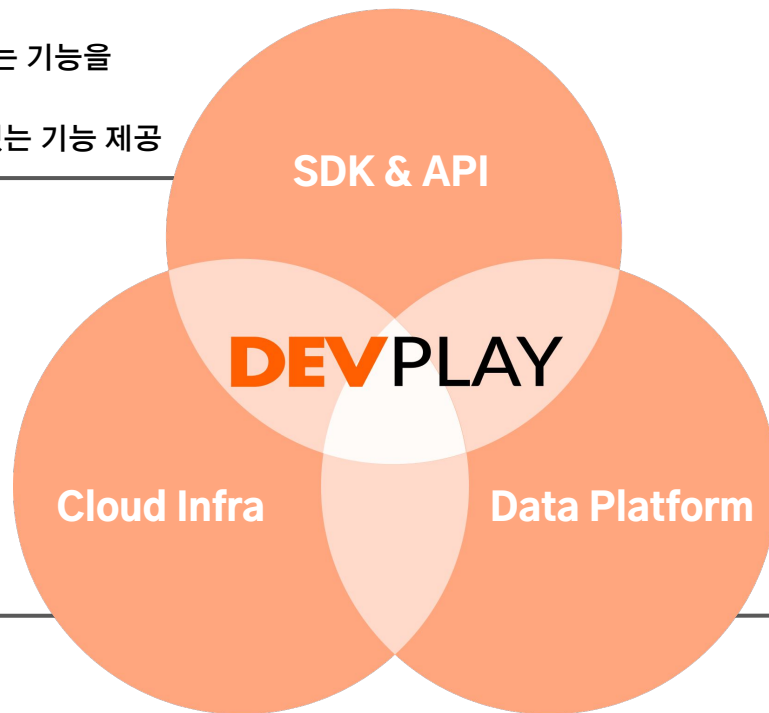 는 기능을
는 기능 제공
SDK & API
DEVPLAY
Cloud Infra
Data Platform